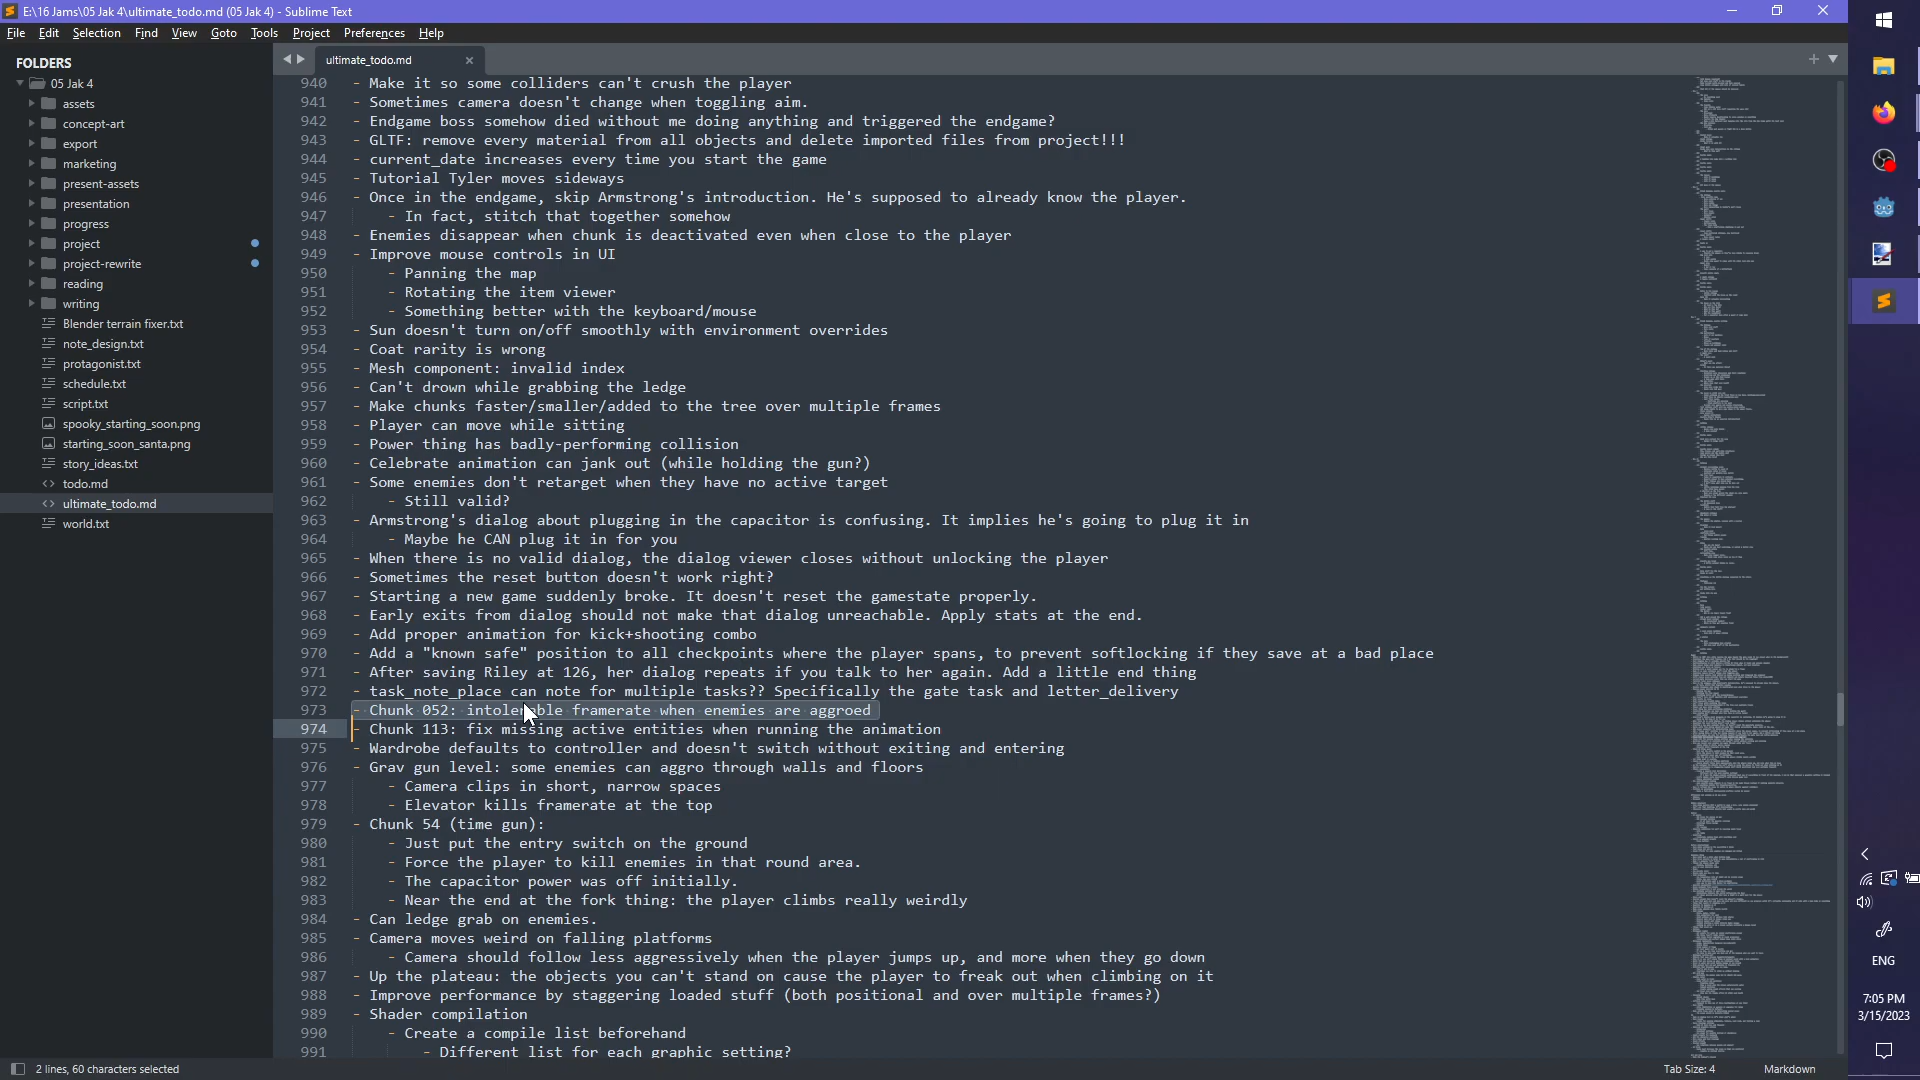 E:\16 Jams\05 Jak 4\ultimate_todo.md (05 Jak 4) - Sublime Text
File Edit Selection Find View Goto Tools Project Preferences Help
FOLDERS
05 Jak 4
assets
concept-art
export
marketing
present-assets
presentation
progress
project
project-rewrite
reading
writing
Blender terrain fixer.txt
note_design.txt
protagonist.txt
schedule.txt
script.txt
spooky_starting_soon.png
starting_soon_santa.png
story_ideas.txt
todo.md
ultimate_todo.md
world.txt
ultimate_todo.md
940 - Make it so some colliders can't crush the player
941 - Sometimes camera doesn't change when toggling aim.
942 - Endgame boss somehow died without me doing anything and triggered the endgame?
943 - GLTF: remove every material from all objects and delete imported files from project!!!
944 - current_date increases every time you start the game
945 - Tutorial Tyler moves sideways
946 - Once in the endgame, skip Armstrong's introduction. He's supposed to already know the player.
947 - In fact, stitch that together somehow
948 - Enemies disappear when chunk is deactivated even when close to the player
949 - Improve mouse controls in UI
950 - Panning the map
951 - Rotating the item viewer
952 - Something better with the keyboard/mouse
953 - Sun doesn't turn on/off smoothly with environment overrides
954 - Coat rarity is wrong
955 - Mesh component: invalid index
956 - Can't drown while grabbing the ledge
957 - Make chunks faster/smaller/added to the tree over multiple frames
958 - Player can move while sitting
959 - Power thing has badly-performing collision
960 - Celebrate animation can jank out (while holding the gun?)
961 - Some enemies don't retarget when they have no active target
962 - Still valid?
963 - Armstrong's dialog about plugging in the capacitor is confusing. It implies he's going to plug it in
964 - Maybe he CAN plug it in for you
965 - When there is no valid dialog, the dialog viewer closes without unlocking the player
966 - Sometimes the reset button doesn't work right?
967 - Starting a new game suddenly broke. It doesn't reset the gamestate properly.
968 - Early exits from dialog should not make that dialog unreachable. Apply stats at the end.
969 - Add proper animation for kick+shooting combo
970 - Add a "known safe" position to all checkpoints where the player spans, to prevent softlocking if they save at a bad place
971 - After saving Riley at 126, her dialog repeats if you talk to her again. Add a little end thing
972 - task_note_place can note for multiple tasks?? Specifically the gate task and letter_delivery
973 - Chunk 052: intolerable framerate when enemies are aggroed
974 - Chunk 113: fix missing active entities when running the animation
975 - Wardrobe defaults to controller and doesn't switch without exiting and entering
976 - Grav gun level: some enemies can aggro through walls and floors
977 - Camera clips in short, narrow spaces
978 - Elevator kills framerate at the top
979 - Chunk 54 (time gun):
980 - Just put the entry switch on the ground
981 - Force the player to kill enemies in that round area.
982 - The capacitor power was off initially.
983 - Near the end at the fork thing: the player climbs really weirdly
984 - Can ledge grab on enemies.
985 - Camera moves weird on falling platforms
986 - Camera should follow less aggressively when the player jumps up, and more when they go down
987 - Up the plateau: the objects you can't stand on cause the player to freak out when climbing on it
988 - Improve performance by staggering loaded stuff (both positional and over multiple frames?)
989 - Shader compilation
990 - Create a compile list beforehand
991 - Different list for each graphic setting?
2 lines, 60 characters selected
Tab Size: 4
Markdown
ENG
7:05 PM
3/15/2023